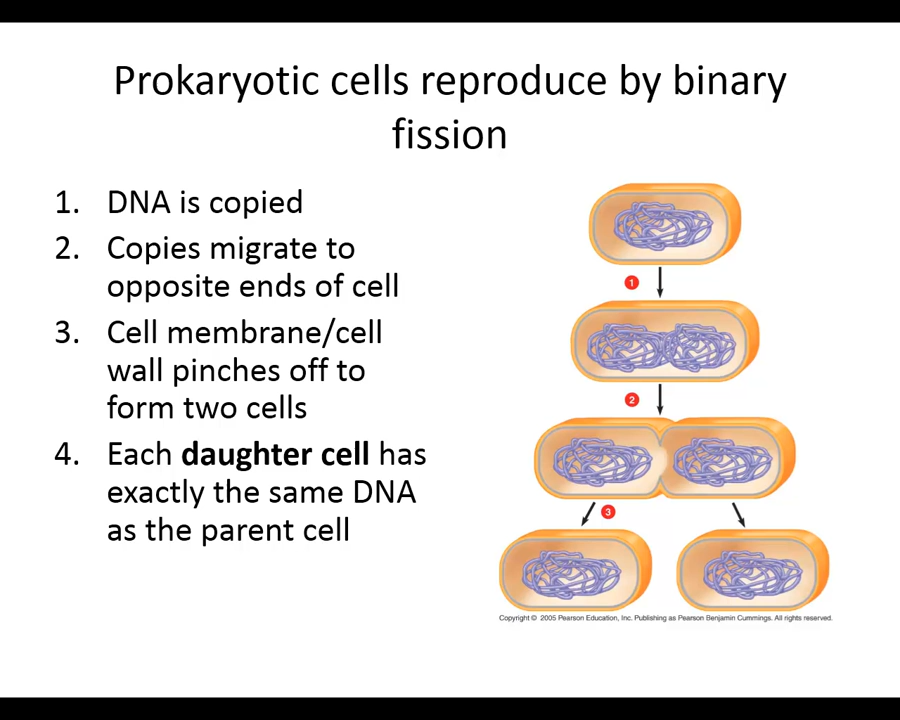 Prokaryotic cells reproduce by binary
fission
1. DNA is copied
2. Copies migrate to
opposite ends of cell
3. Cell membrane/cell
wall pinches off to
form two cells
4. Each daughter cell has
exactly the same DNA
as the parent cell
1
2
3
Copyright © 2005 Pearson Education, Inc. Publishing as Pearson Benjamin Cummings. All rights reserved.